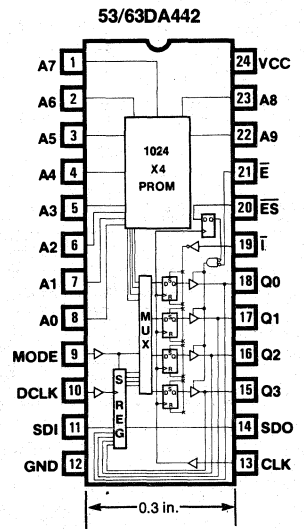 53/63DA442
A7 1 24 VCC
A6 2 23 A8
A5 3 22 A9
1024
X4
PROM
A4 4 21 E̅
A3 5 20 E̅S̅
A2 6 19 I̅
A1 7 18 Q0
A0 8 17 Q1
MUX
MODE 9 16 Q2
DCLK 10 15 Q3
S REG
SDI 11 14 SDO
GND 12 13 CLK
0.3 in.